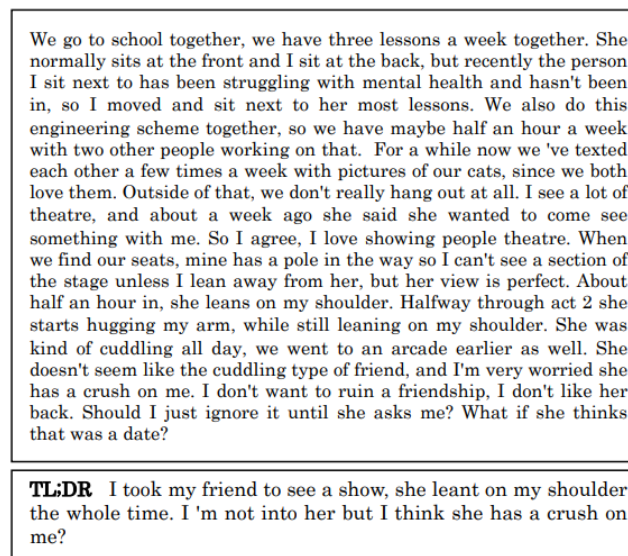 We go to school together, we have three lessons a week together. She
normally sits at the front and I sit at the back, but recently the person
I sit next to has been struggling with mental health and hasn't been
in, so I moved and sit next to her most lessons. We also do this
engineering scheme together, so we have maybe half an hour a week
with two other people working on that. For a while now we 've texted
each other a few times a week with pictures of our cats, since we both
love them. Outside of that, we don't really hang out at all. I see a lot of
theatre, and about a week ago she said she wanted to come see
something with me. So I agree, I love showing people theatre. When
we find our seats, mine has a pole in the way so I can't see a section of
the stage unless I lean away from her, but her view is perfect. About
half an hour in, she leans on my shoulder. Halfway through act 2 she
starts hugging my arm, while still leaning on my shoulder. She was
kind of cuddling all day, we went to an arcade earlier as well. She
doesn't seem like the cuddling type of friend, and I'm very worried she
has a crush on me. I don't want to ruin a friendship, I don't like her
back. Should I just ignore it until she asks me? What if she thinks
that was a date?
TL;DR I took my friend to see a show, she leant on my shoulder
the whole time. I 'm not into her but I think she has a crush on
me?